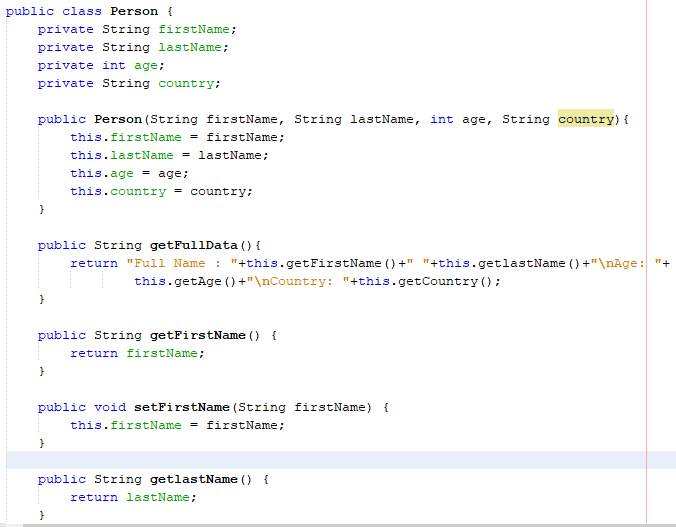 public class Person {
    private String firstName;
    private String lastName;
    private int age;
    private String country;

    public Person(String firstName, String lastName, int age, String country){
        this.firstName = firstName;
        this.lastName = lastName;
        this.age = age;
        this.country = country;
    }

    public String getFullData(){
        return "Full Name : "+this.getFirstName()+" "+this.getlastName()+"\nAge: "+
                this.getAge()+"\nCountry: "+this.getCountry();
    }

    public String getFirstName() {
        return firstName;
    }

    public void setFirstName(String firstName) {
        this.firstName = firstName;
    }

    public String getlastName() {
        return lastName;
    }